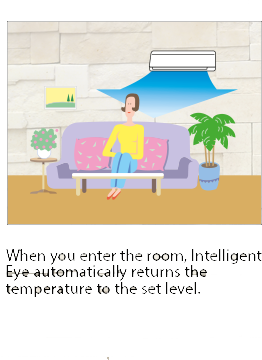 When you enter the room, Intelligent
Eye automatically returns the
temperature to the set level.